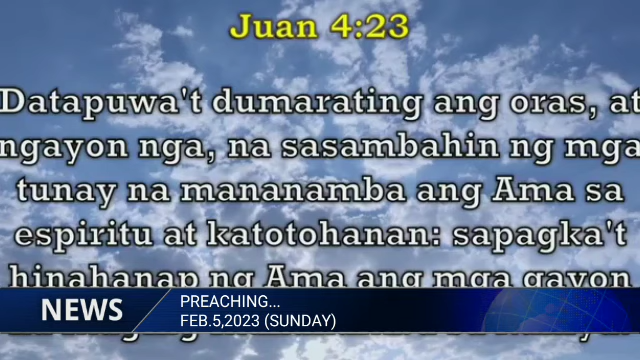 Juan 4:23
Datapuwa't dumarating ang oras, at
ngayon nga, na sasambahin ng mga
tunay na mananamba ang Ama sa
espiritu at katotohanan: sapagka't
hinahanap ng Ama ang mga gayon
NEWS
PREACHING...
FEB.5,2023 (SUNDAY)